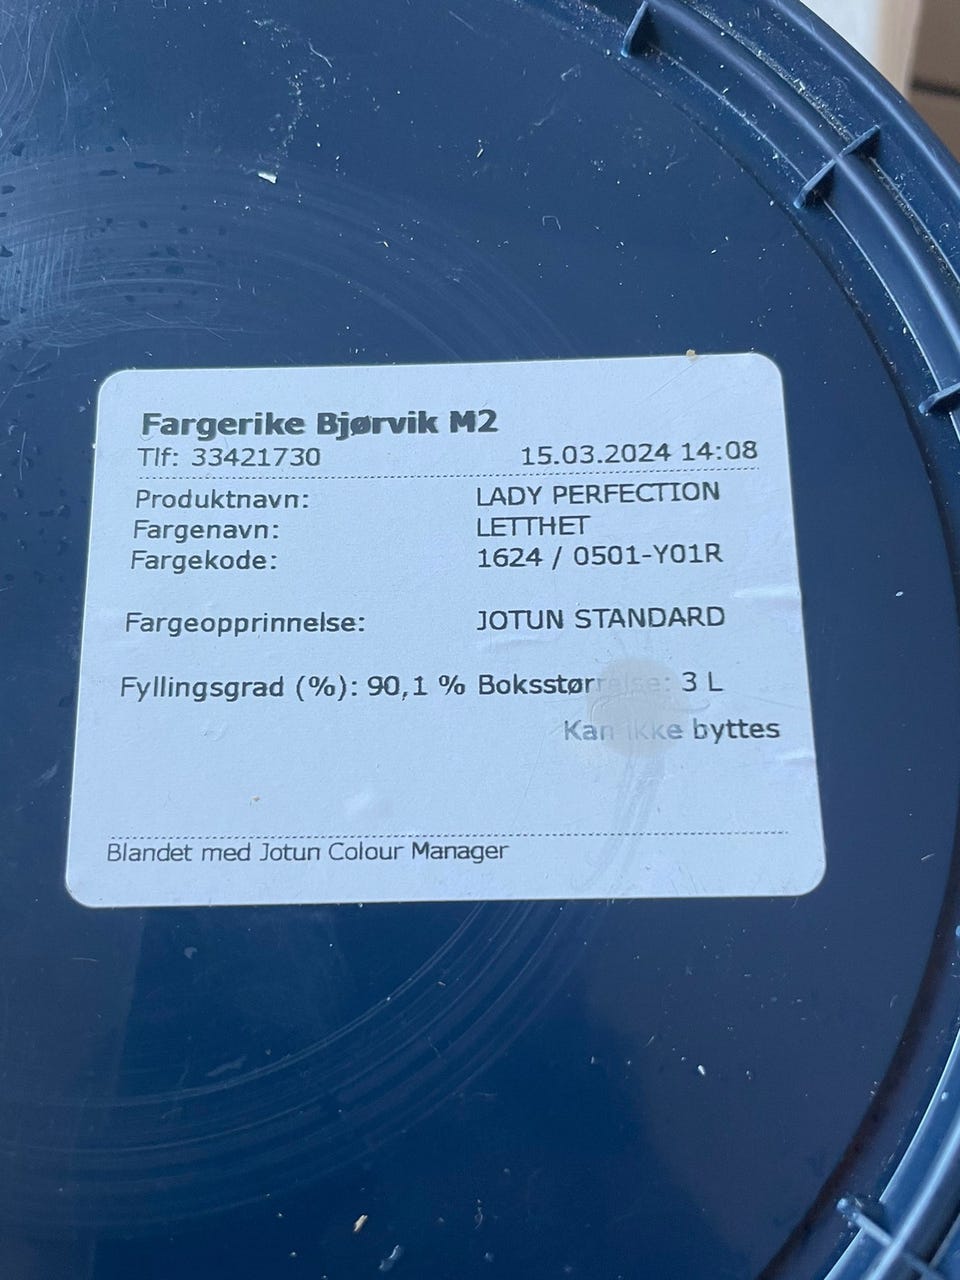 Fargerike Bjørvik M2
Tlf: 33421730 15.03.2024 14:08
Produktnavn: LADY PERFECTION
Fargenavn: LETTHET
Fargekode: 1624 / 0501-Y01R
Fargeopprinnelse: JOTUN STANDARD
Fyllingsgrad (%): 90,1 % Boksstørrelse: 3 L
Kan ikke byttes
Blandet med Jotun Colour Manager